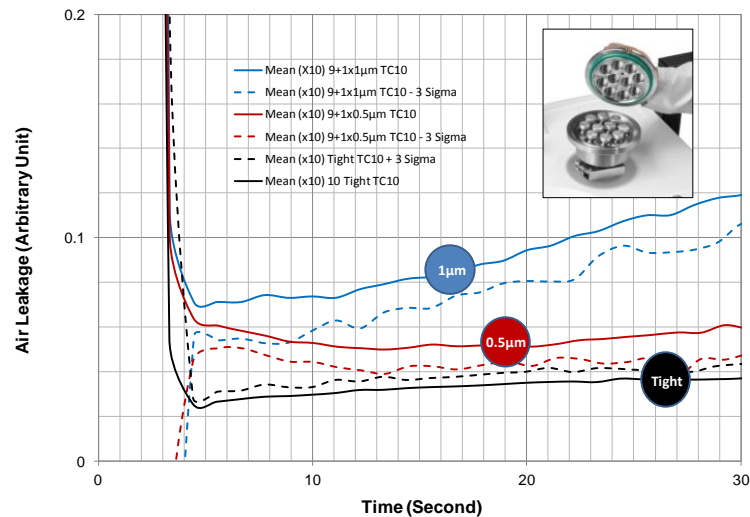 0.2
Mean (X10) 9+1x1µm TC10
Mean (x10) 9+1x1µm TC10 - 3 Sigma
Mean (x10) 9+1x0.5µm TC10
Mean (x10) 9+1x0.5µm TC10 - 3 Sigma
Mean (x10) Tight TC10 + 3 Sigma
Mean (x10) 10 Tight TC10
Air Leakage (Arbitrary Unit)
0.1
1µm
0.5µm
Tight
0
0 10 20 30
Time (Second)